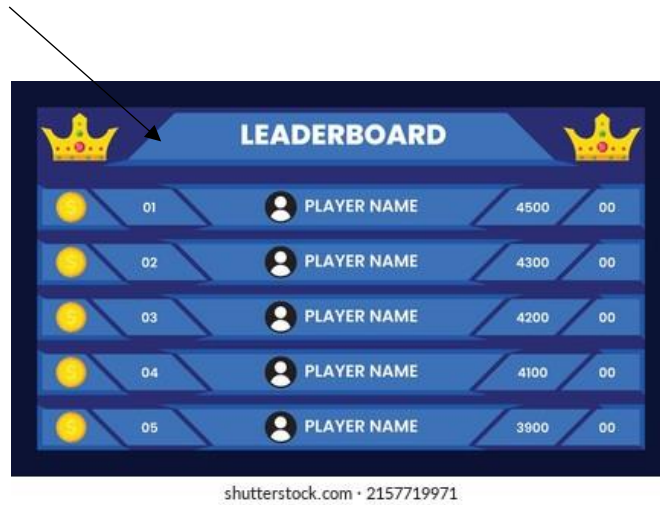 LEADERBOARD
S 01 PLAYER NAME 4500 00
S 02 PLAYER NAME 4300 00
S 03 PLAYER NAME 4200 00
S 04 PLAYER NAME 4100 00
S 05 PLAYER NAME 3900 00
shutterstock.com · 2157719971